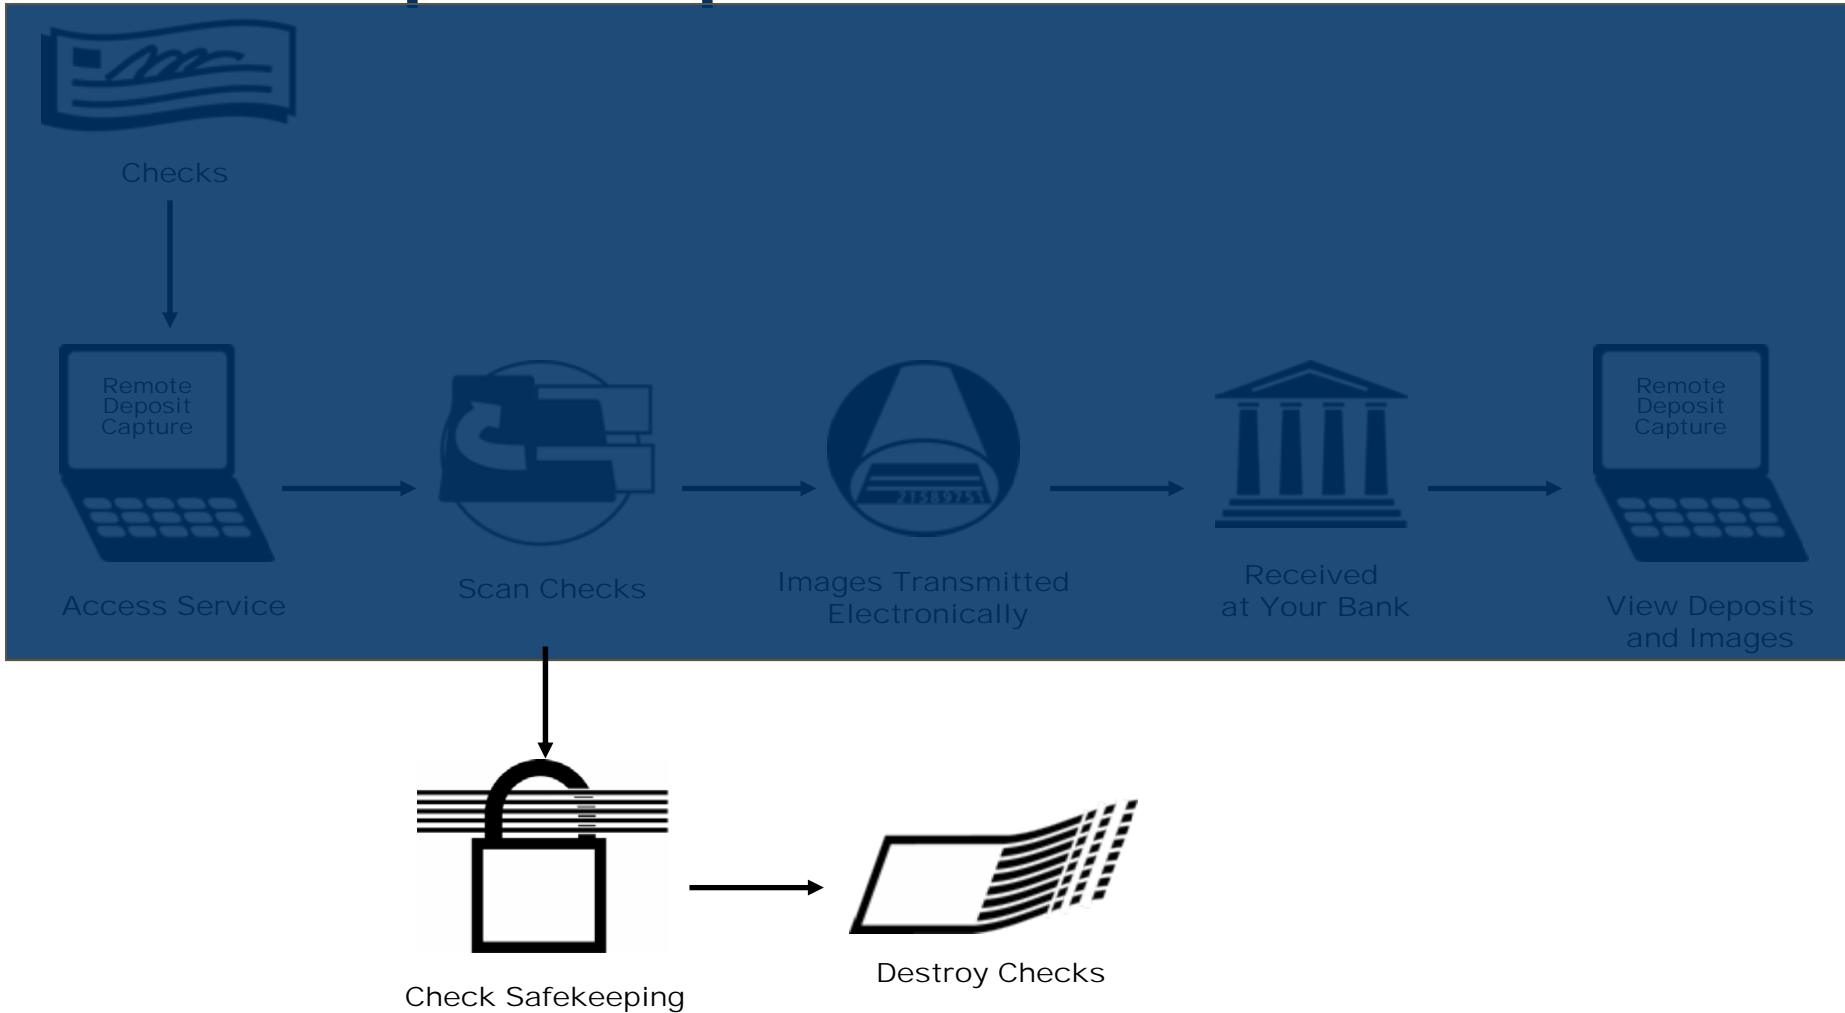 Checks
Remote
Deposit
Capture
Remote
Deposit
Capture
21589751
Access Service
Scan Checks
Images Transmitted
Electronically
Received
at Your Bank
View Deposits
and Images
Check Safekeeping
Destroy Checks